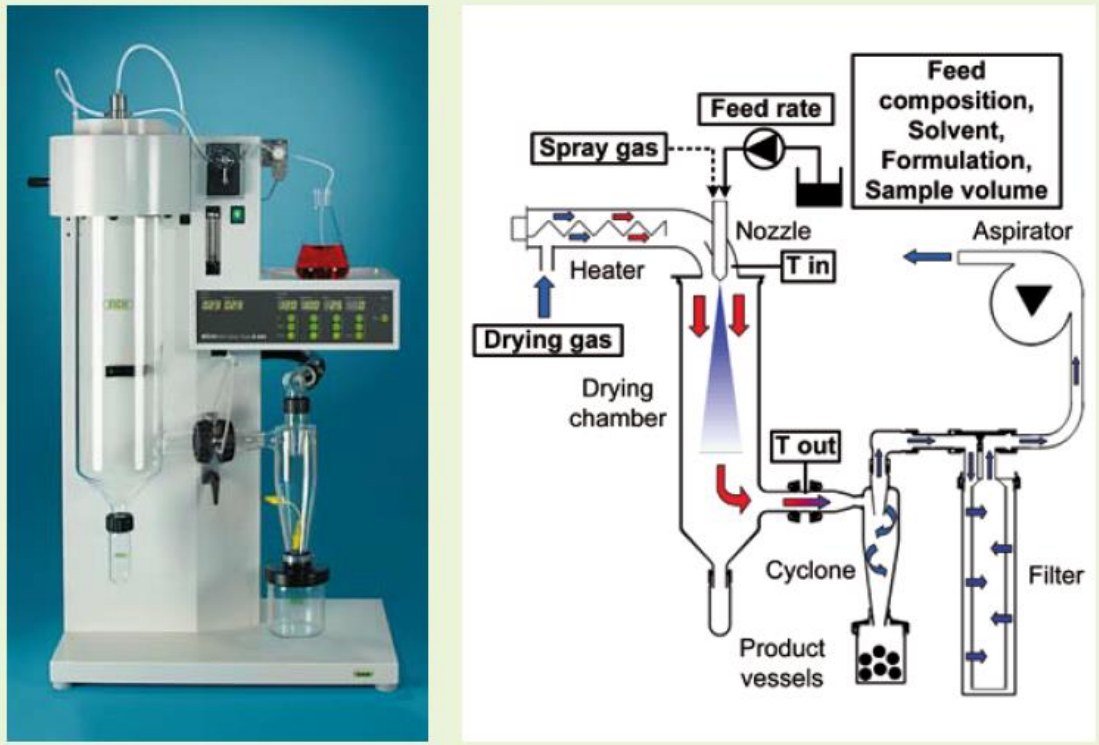 Feed
composition,
Solvent,
Formulation,
Sample volume
Feed rate
Spray gas
Nozzle
Aspirator
Heater
T in
Drying gas
Drying
chamber
T out
Cyclone
Filter
Product
vessels